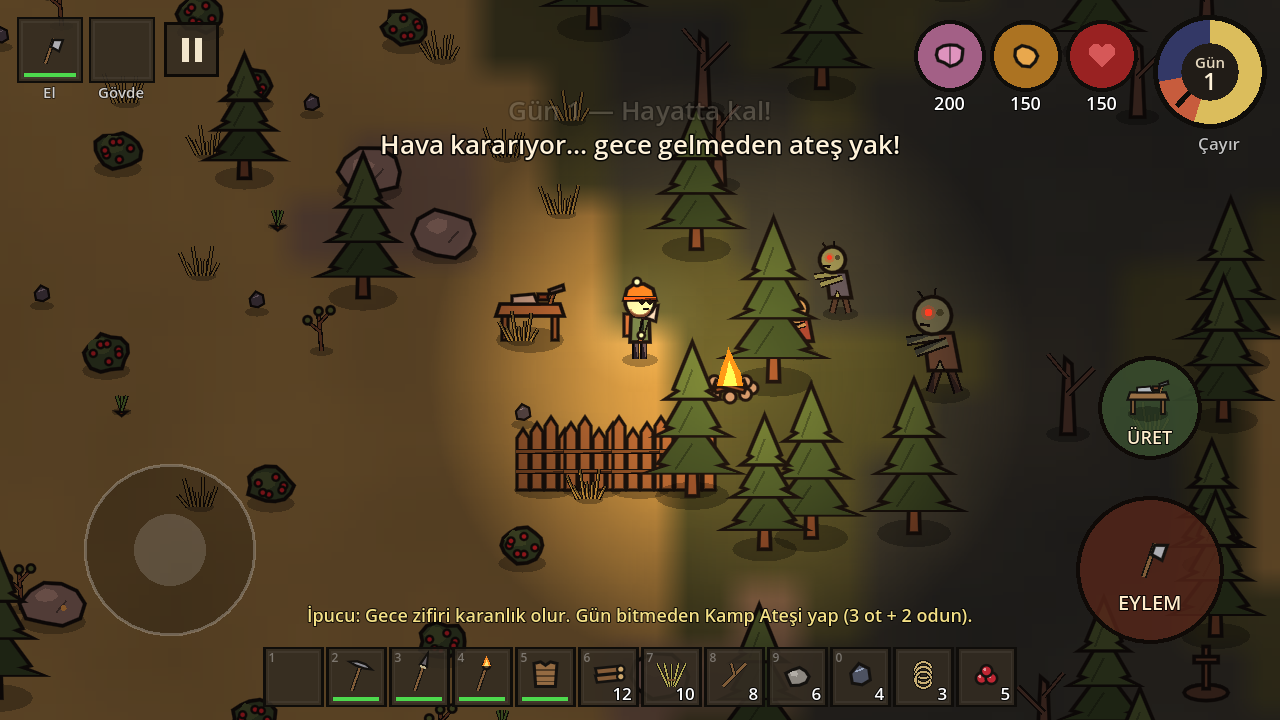 El
Gövde
200
150
150
Gün
1
Çayır
Gün 1 — Hayatta kal!
Hava kararıyor... gece gelmeden ateş yak!
ÜRET
EYLEM
İpucu: Gece zifiri karanlık olur. Gün bitmeden Kamp Ateşi yap (3 ot + 2 odun).
1
2
3
4
5
6
12
7
10
8
8
9
6
0
4
3
5